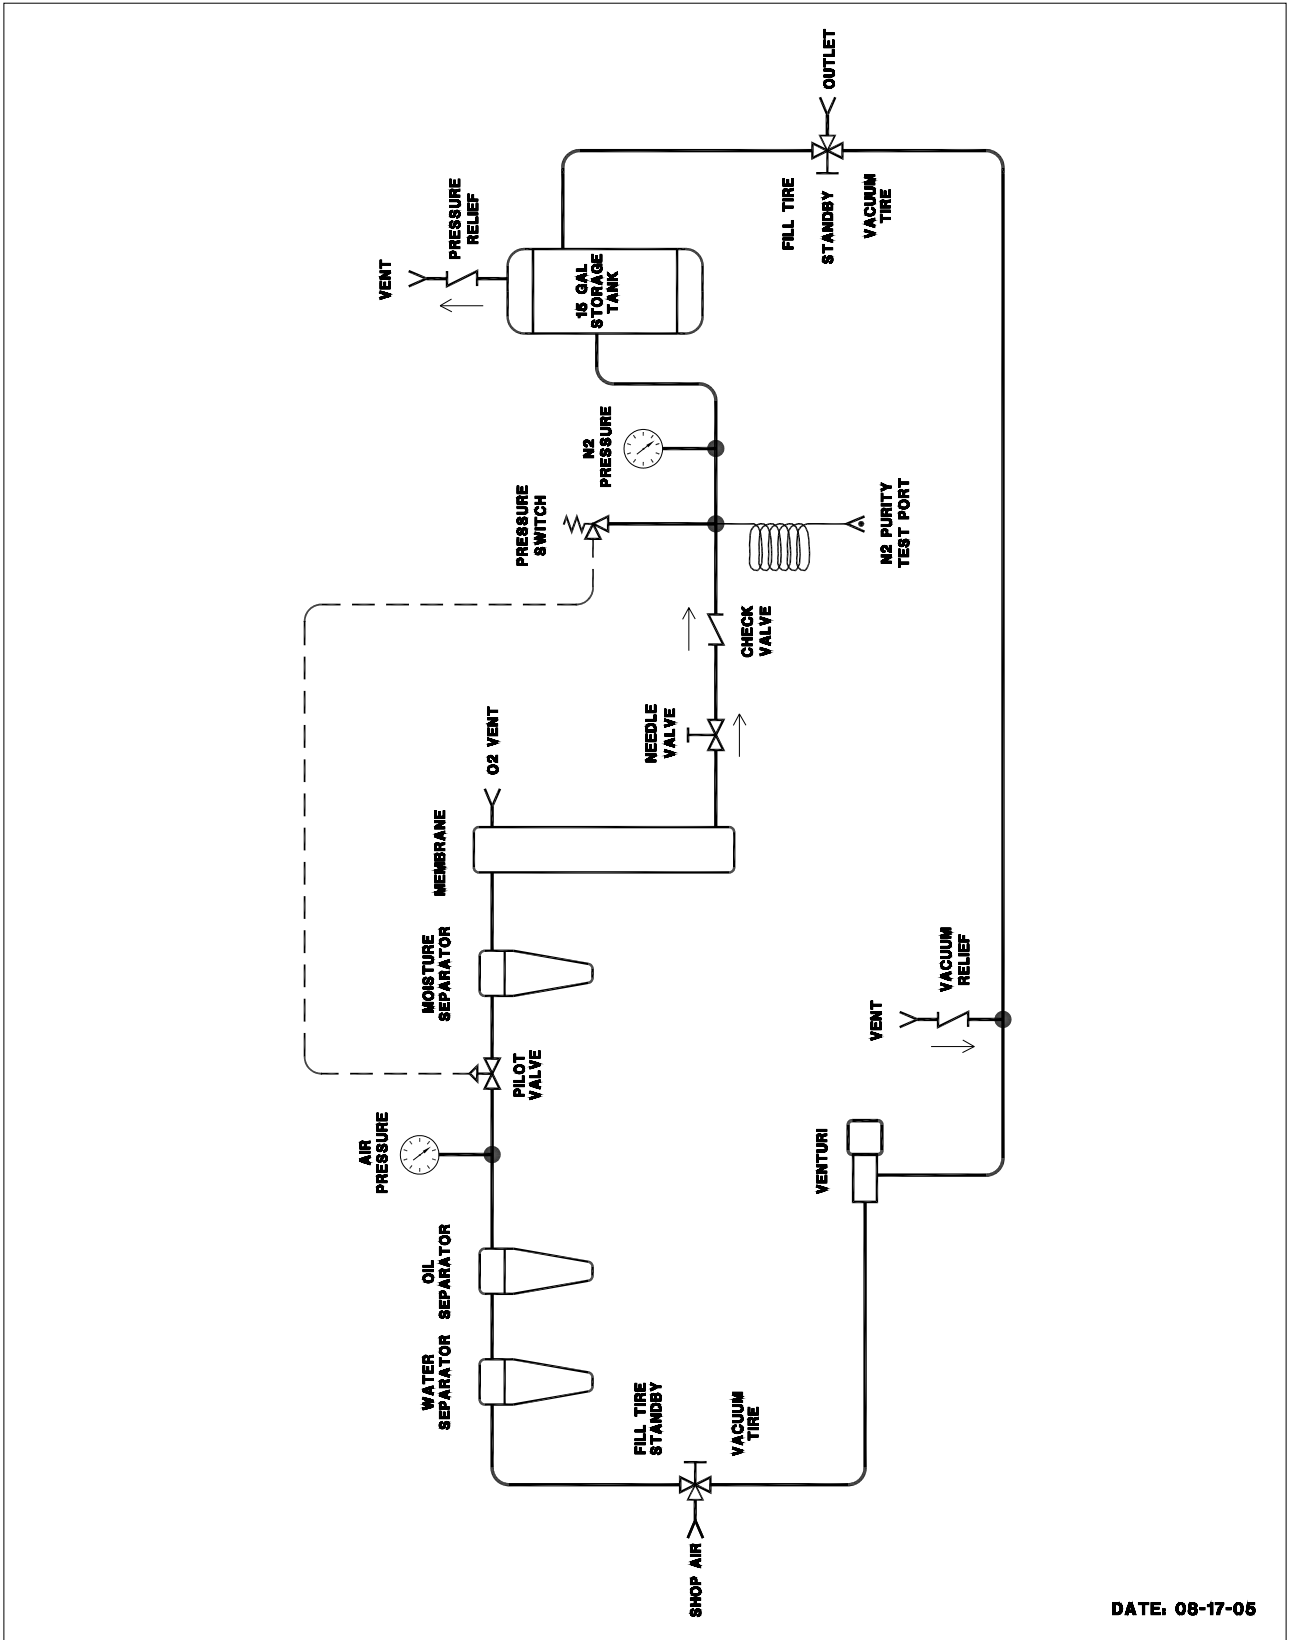 SHOP AIR
FILL TIRE
STANDBY
VACUUM
TIRE
WATER
SEPARATOR
OIL
SEPARATOR
AIR
PRESSURE
PILOT
VALVE
MOISTURE
SEPARATOR
MEMBRANE
O2 VENT
NEEDLE
VALVE
CHECK
VALVE
PRESSURE
SWITCH
N2 PURITY
TEST PORT
N2
PRESSURE
15 GAL
STORAGE
TANK
VENT
PRESSURE
RELIEF
FILL TIRE
STANDBY
VACUUM
TIRE
OUTLET
VENTURI
VENT
VACUUM
RELIEF
DATE: 08-17-05